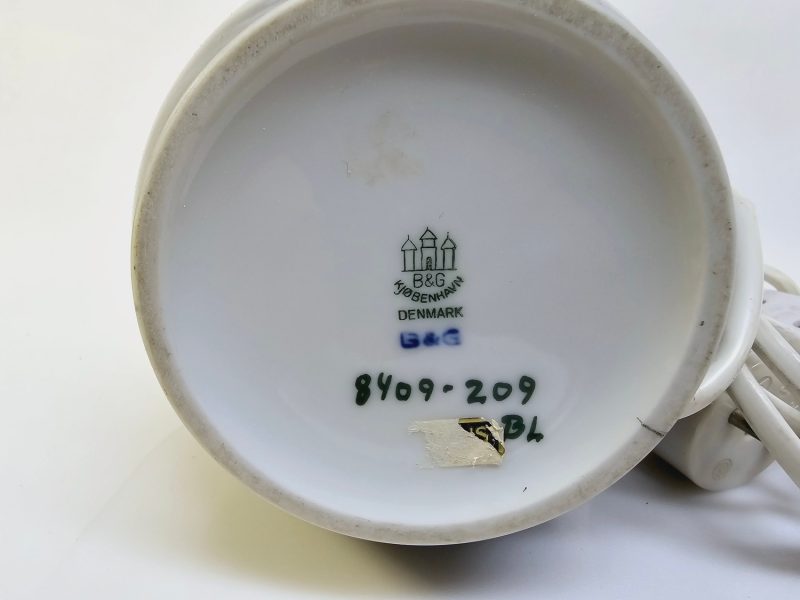 B&G
KJØBENHAVN
DENMARK
B&G
8409-209
BL